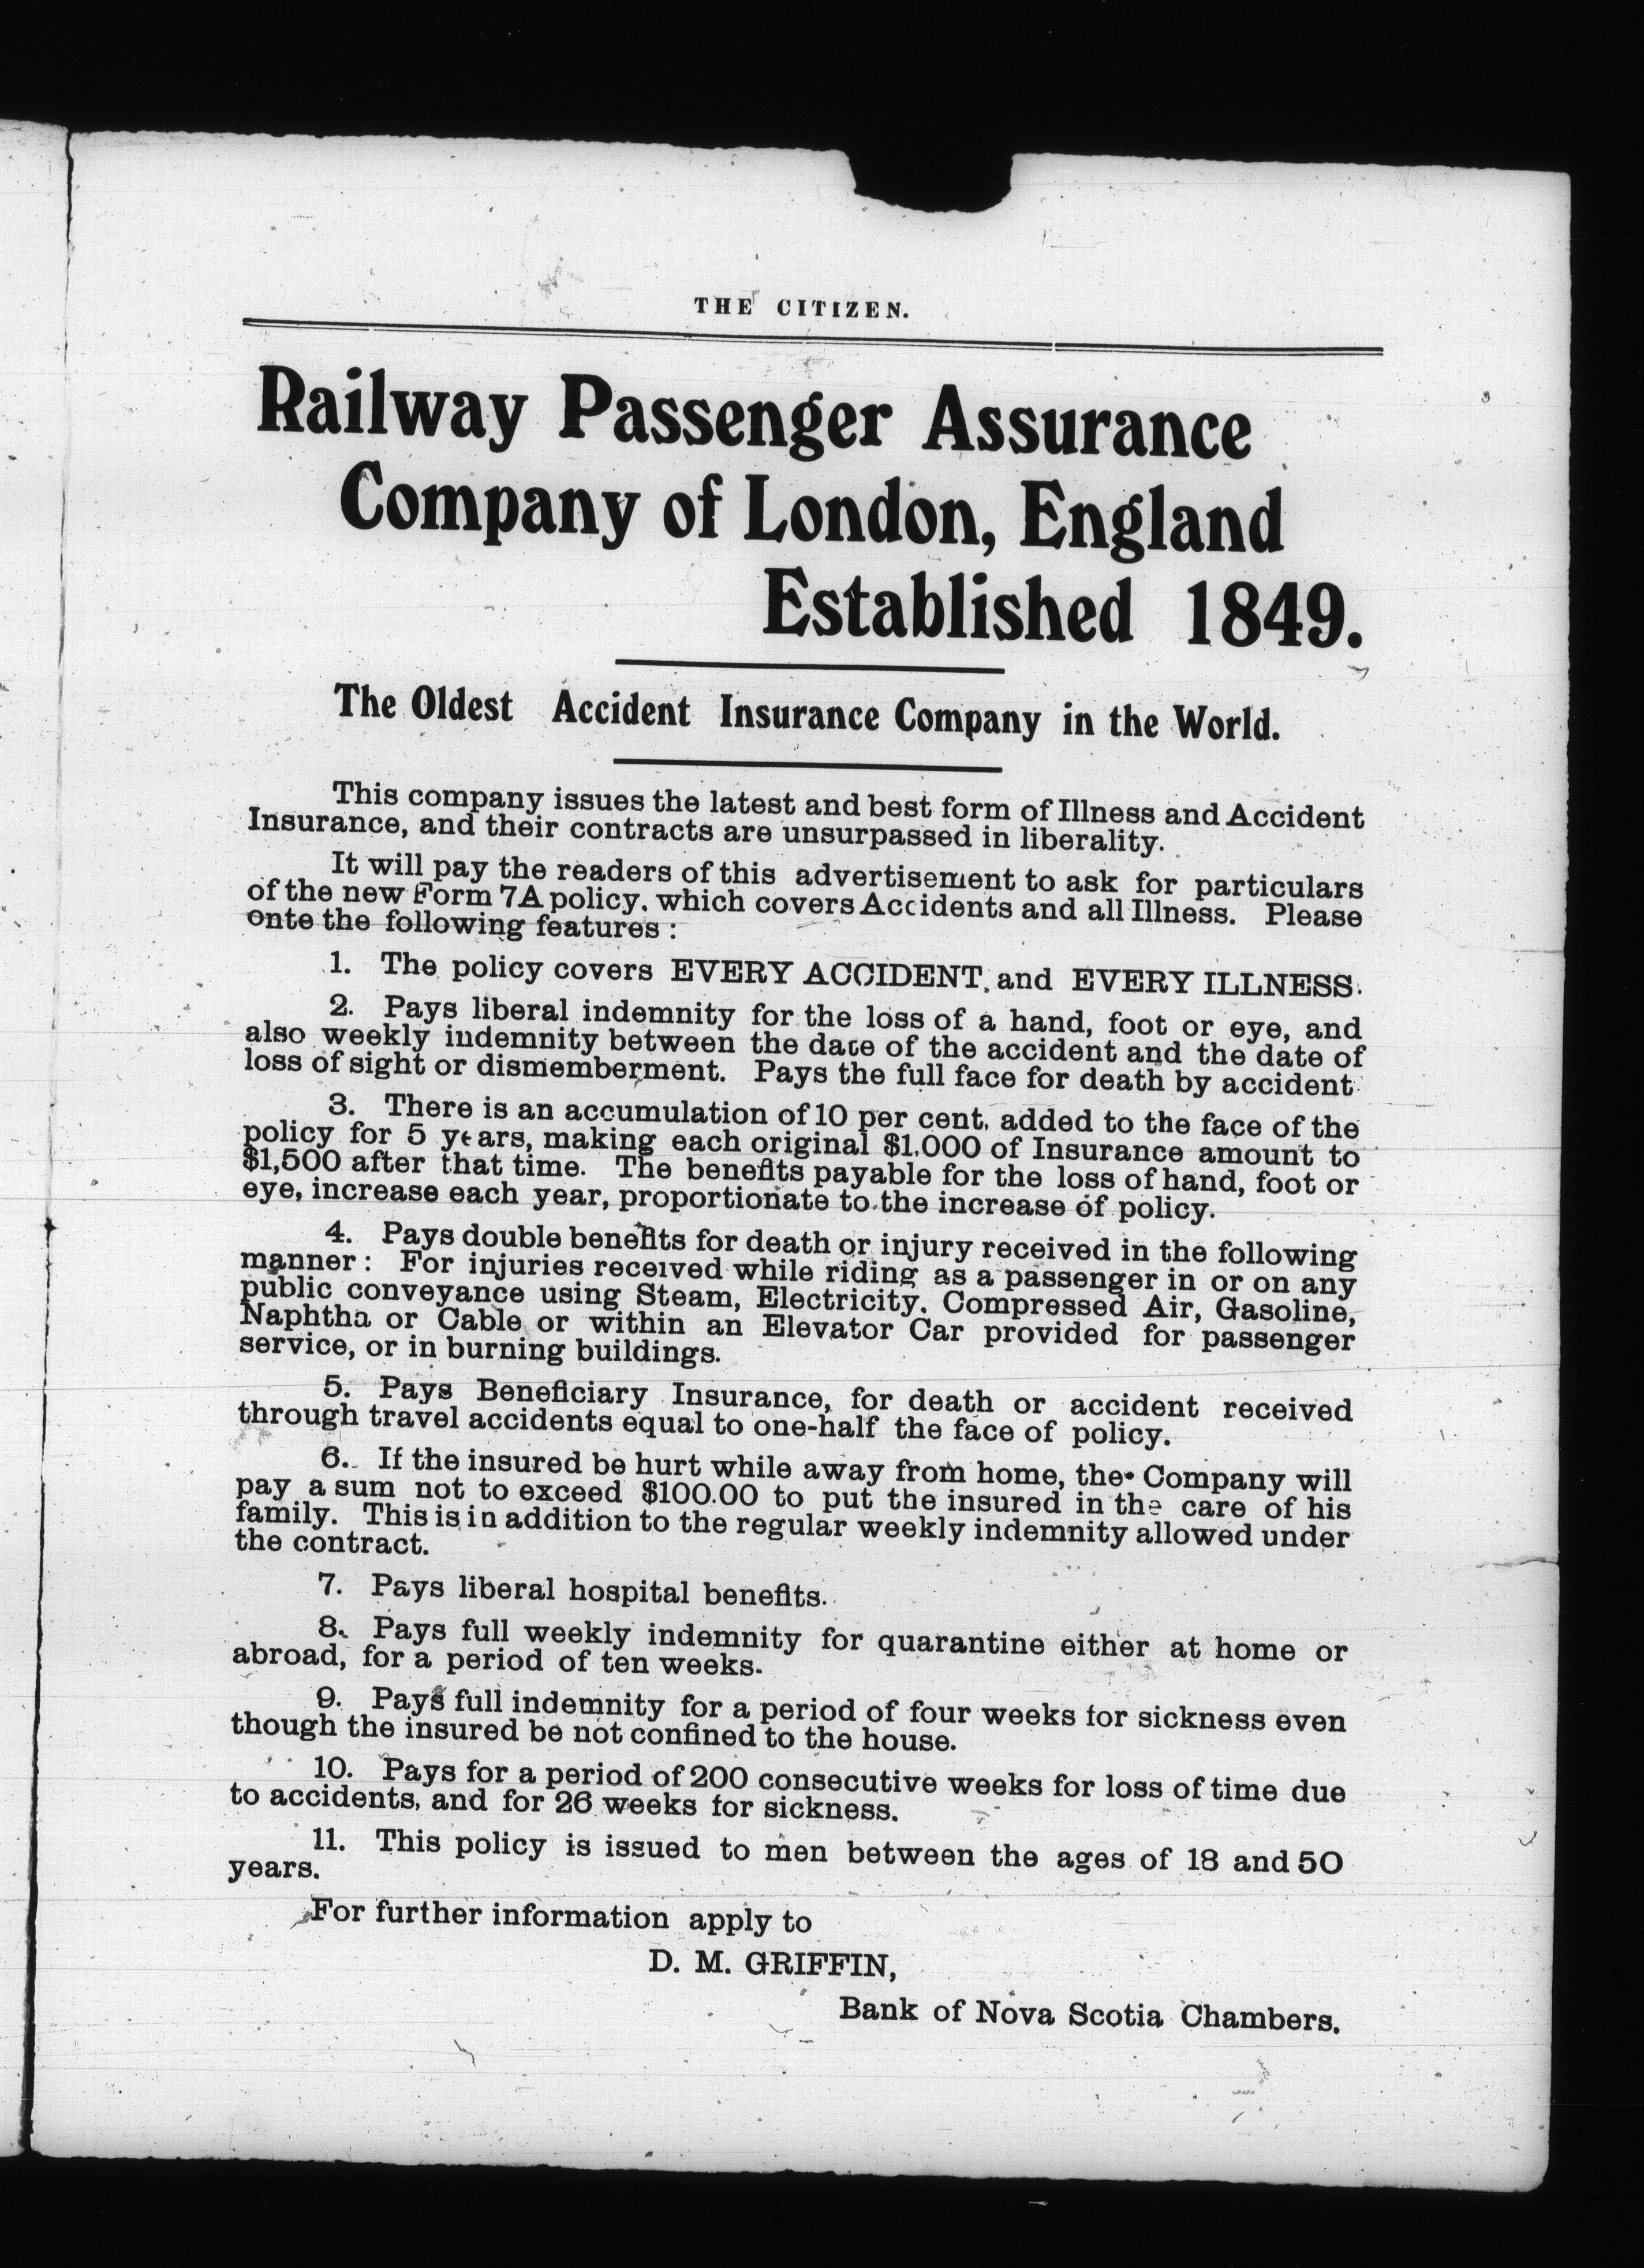 THE CITIZEN.
Railway Passenger Assurance
Company of London, England
Established 1849.
The Oldest Accident Insurance Company in the World.
This company issues the latest and best form of Illness and Accident
Insurance, and their contracts are unsurpassed in liberality.
It will pay the readers of this advertisement to ask for particulars
of the new Form 7A policy. which covers Accidents and all Illness. Please
onte the following features :
1. The policy covers EVERY ACCIDENT, and EVERY ILLNESS.
2. Pays liberal indemnity for the loss of a hand, foot or eye, and
also weekly indemnity between the date of the accident and the date of
loss of sight or dismemberment. Pays the full face for death by accident
3. There is an accumulation of 10 per cent. added to the face of the
policy for 5 years, making each original $1,000 of Insurance amount to
$1,500 after that time. The benefits payable for the loss of hand, foot or
eye, increase each year, proportionate to the increase of policy.
4. Pays double benefits for death or injury received in the following
manner : For injuries received while riding as a passenger in or on any
public conveyance using Steam, Electricity. Compressed Air, Gasoline,
Naphtha or Cable or within an Elevator Car provided for passenger
service, or in burning buildings.
5. Pays Beneficiary Insurance, for death or accident received
through travel accidents equal to one-half the face of policy.
6. If the insured be hurt while away from home, the Company will
pay a sum not to exceed $100.00 to put the insured in the care of his
family. This is in addition to the regular weekly indemnity allowed under
the contract.
7. Pays liberal hospital benefits.
8. Pays full weekly indemnity for quarantine either at home or
abroad, for a period of ten weeks.
9. Pays full indemnity for a period of four weeks for sickness even
though the insured be not confined to the house.
10. Pays for a period of 200 consecutive weeks for loss of time due
to accidents, and for 26 weeks for sickness.
11. This policy is issued to men between the ages of 18 and 50
years.
For further information apply to
D. M. GRIFFIN,
Bank of Nova Scotia Chambers.